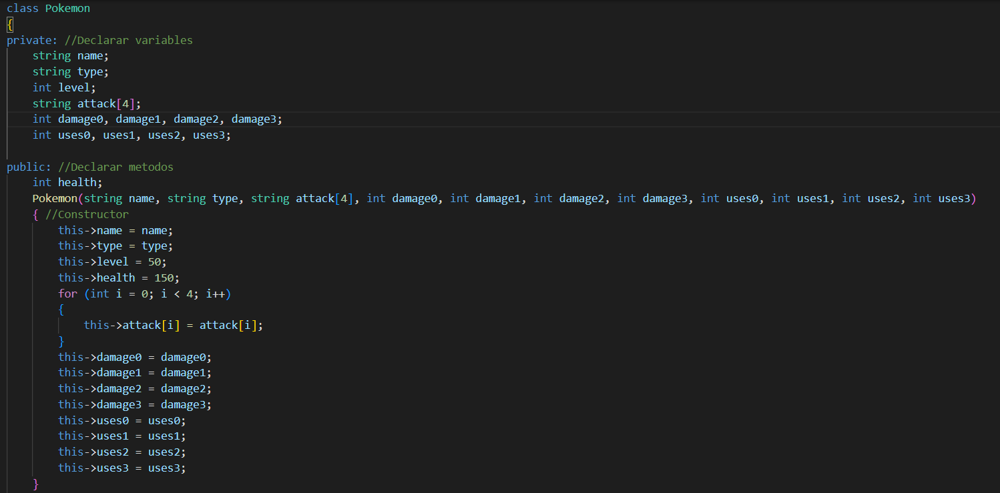 class Pokemon
{
private: //Declarar variables
    string name;
    string type;
    int level;
    string attack[4];
    int damage0, damage1, damage2, damage3;
    int uses0, uses1, uses2, uses3;

public: //Declarar metodos
    int health;
    Pokemon(string name, string type, string attack[4], int damage0, int damage1, int damage2, int damage3, int uses0, int uses1, int uses2, int uses3)
    { //Constructor
        this->name = name;
        this->type = type;
        this->level = 50;
        this->health = 150;
        for (int i = 0; i < 4; i++)
        {
            this->attack[i] = attack[i];
        }
        this->damage0 = damage0;
        this->damage1 = damage1;
        this->damage2 = damage2;
        this->damage3 = damage3;
        this->uses0 = uses0;
        this->uses1 = uses1;
        this->uses2 = uses2;
        this->uses3 = uses3;
    }